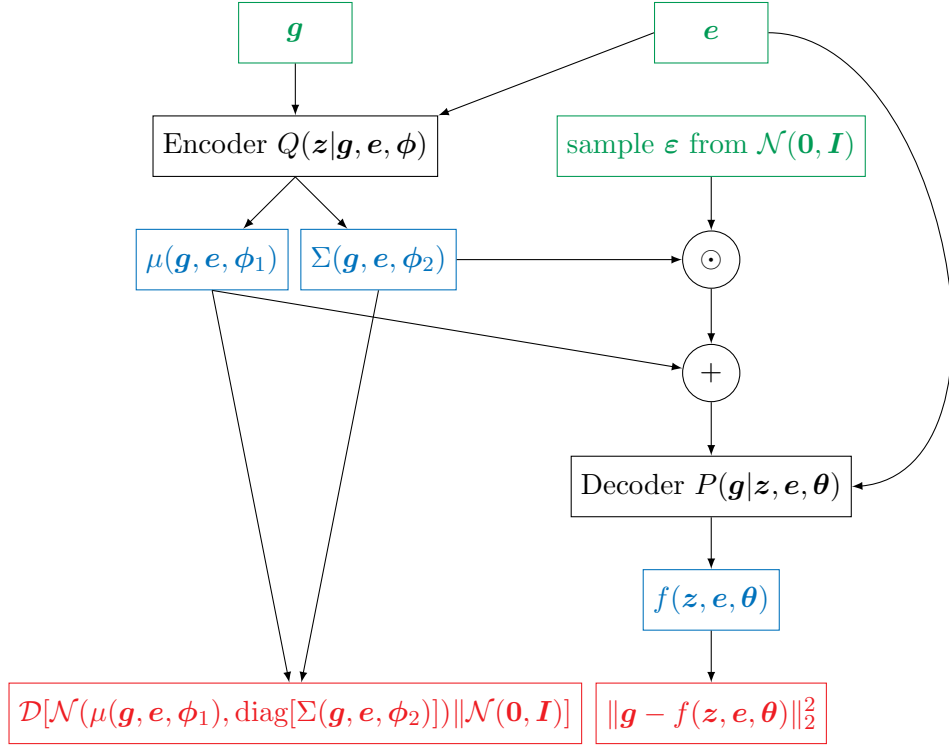 g
e
Encoder Q(z|g, e, ϕ)
sample ε from 𝒩(0, I)
μ(g, e, ϕ₁)
Σ(g, e, ϕ₂)
⊙
+
Decoder P(g|z, e, θ)
f(z, e, θ)
𝒟[𝒩(μ(g, e, ϕ₁), diag[Σ(g, e, ϕ₂)])‖𝒩(0, I)]
‖g − f(z, e, θ)‖₂²